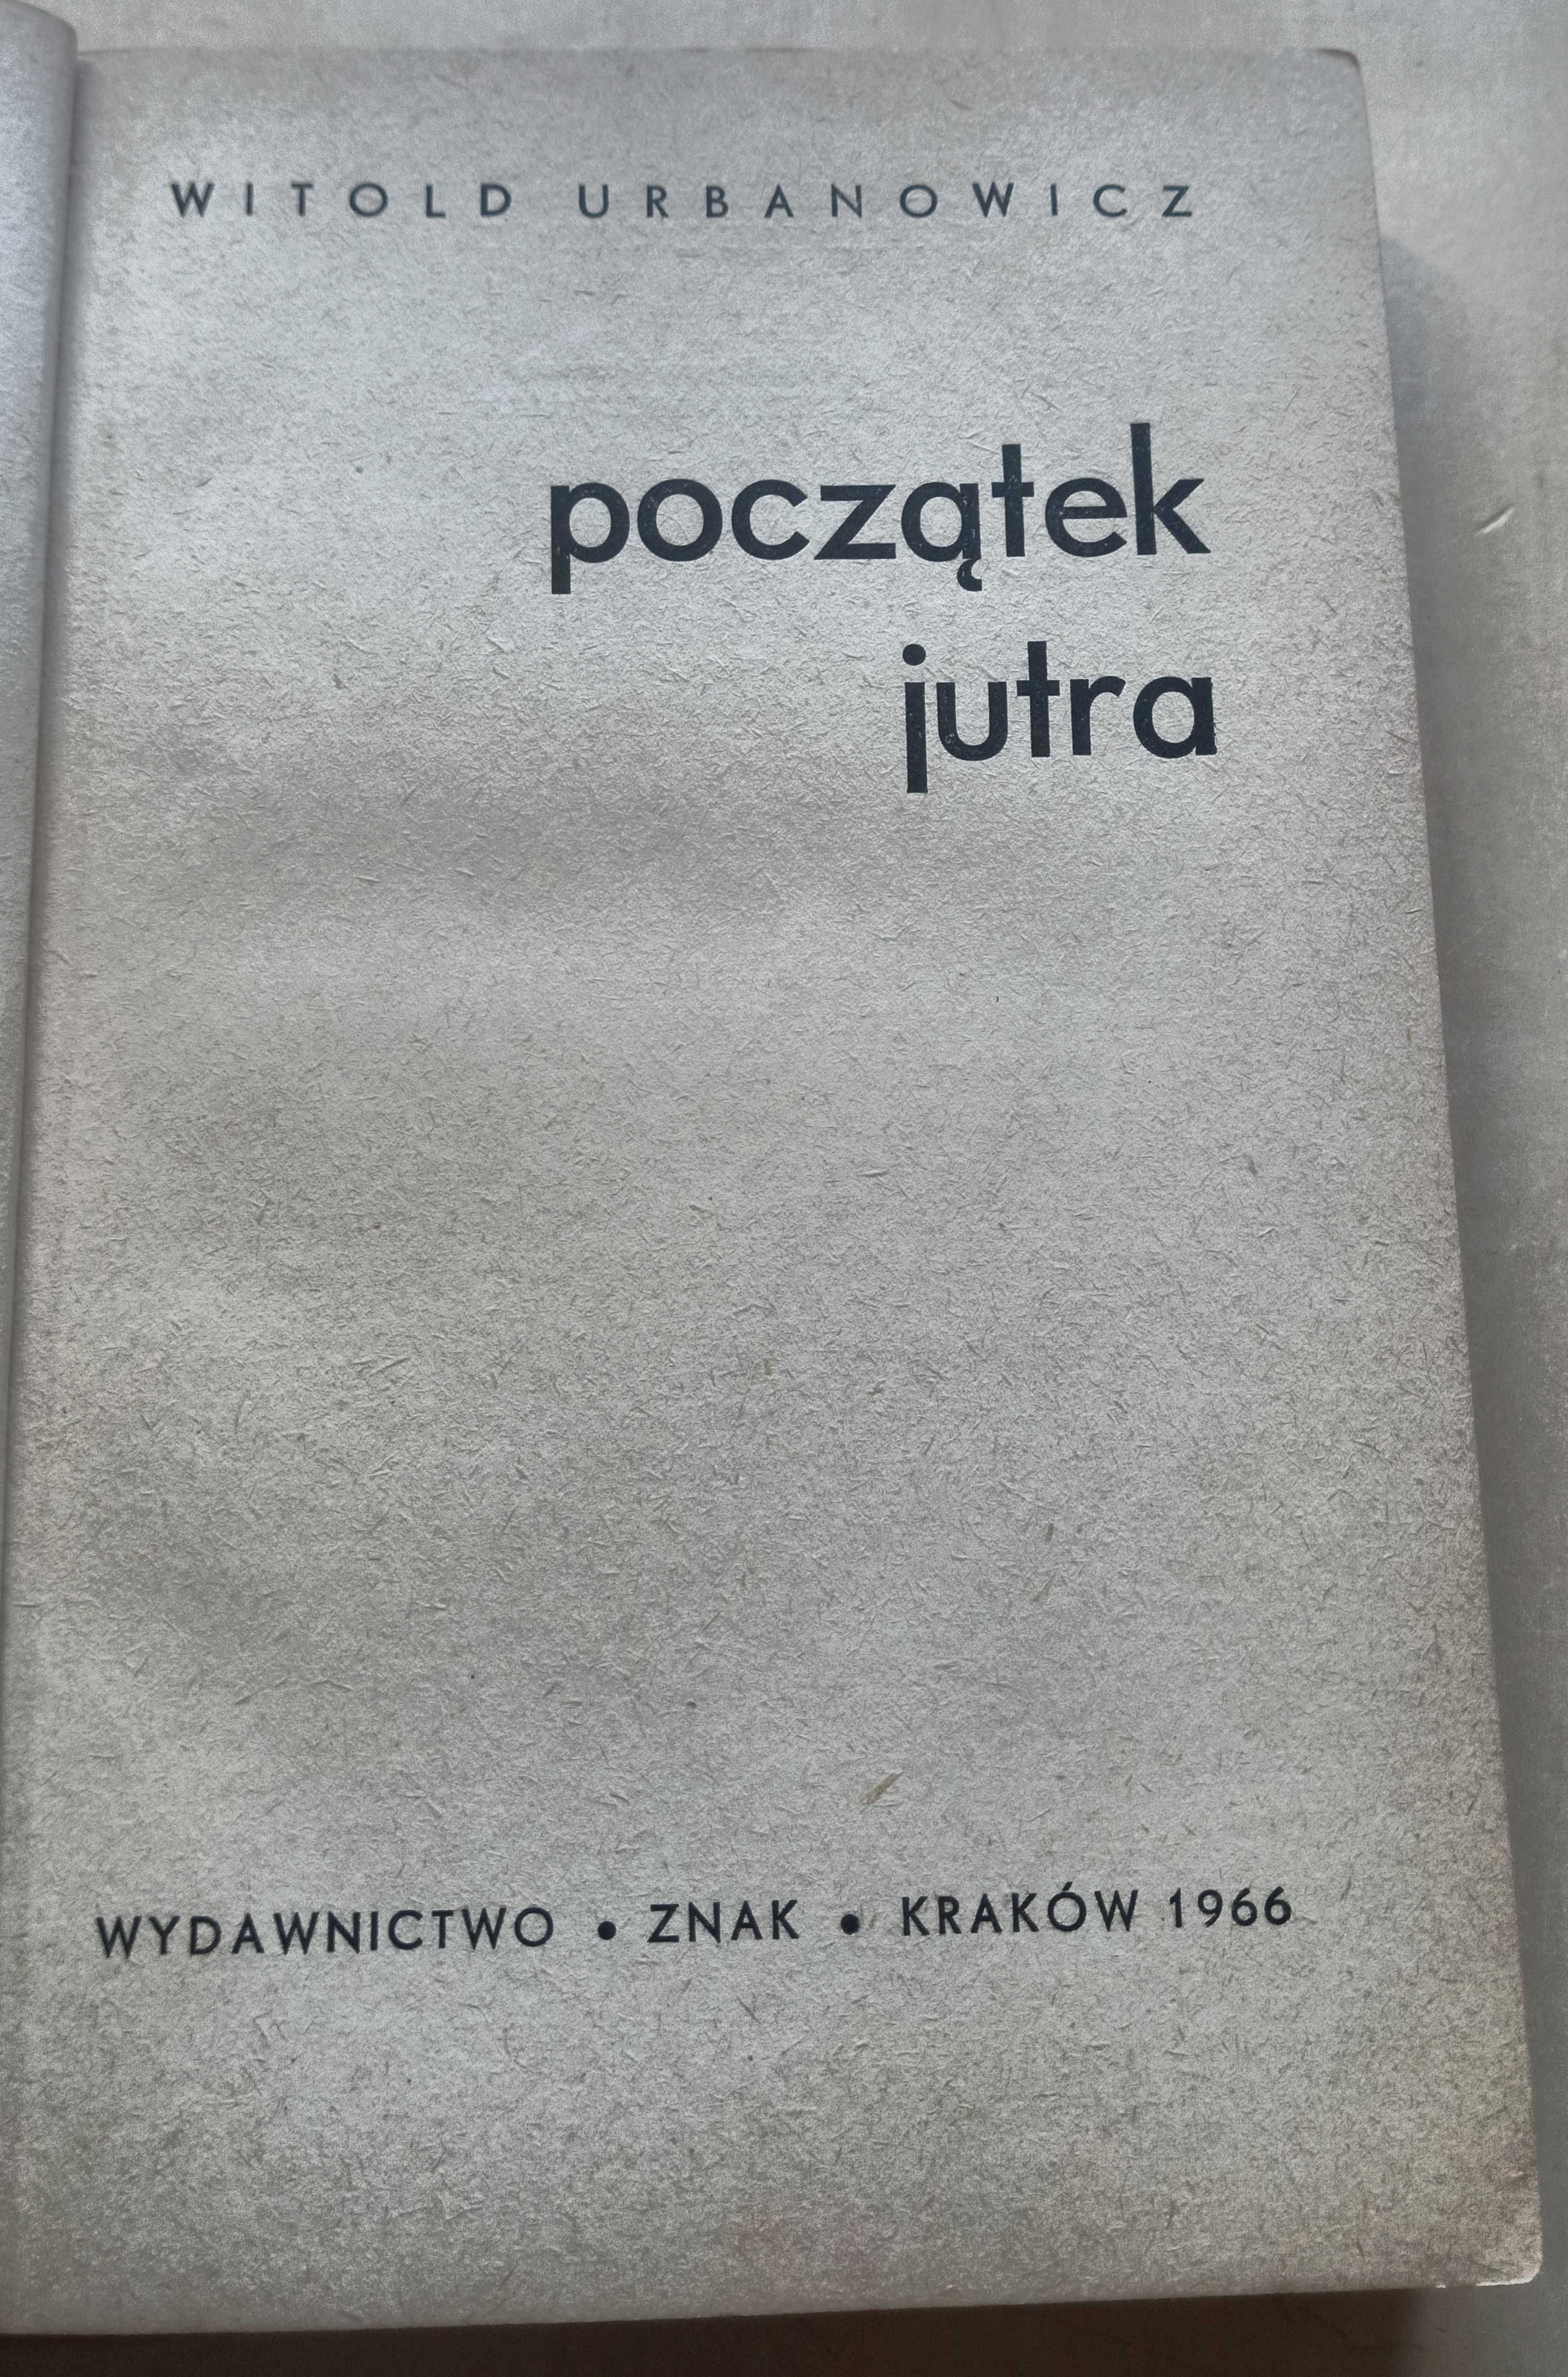 WITOLD URBANOWICZ
początek
jutra
WYDAWNICTWO • ZNAK • KRAKÓW 1966